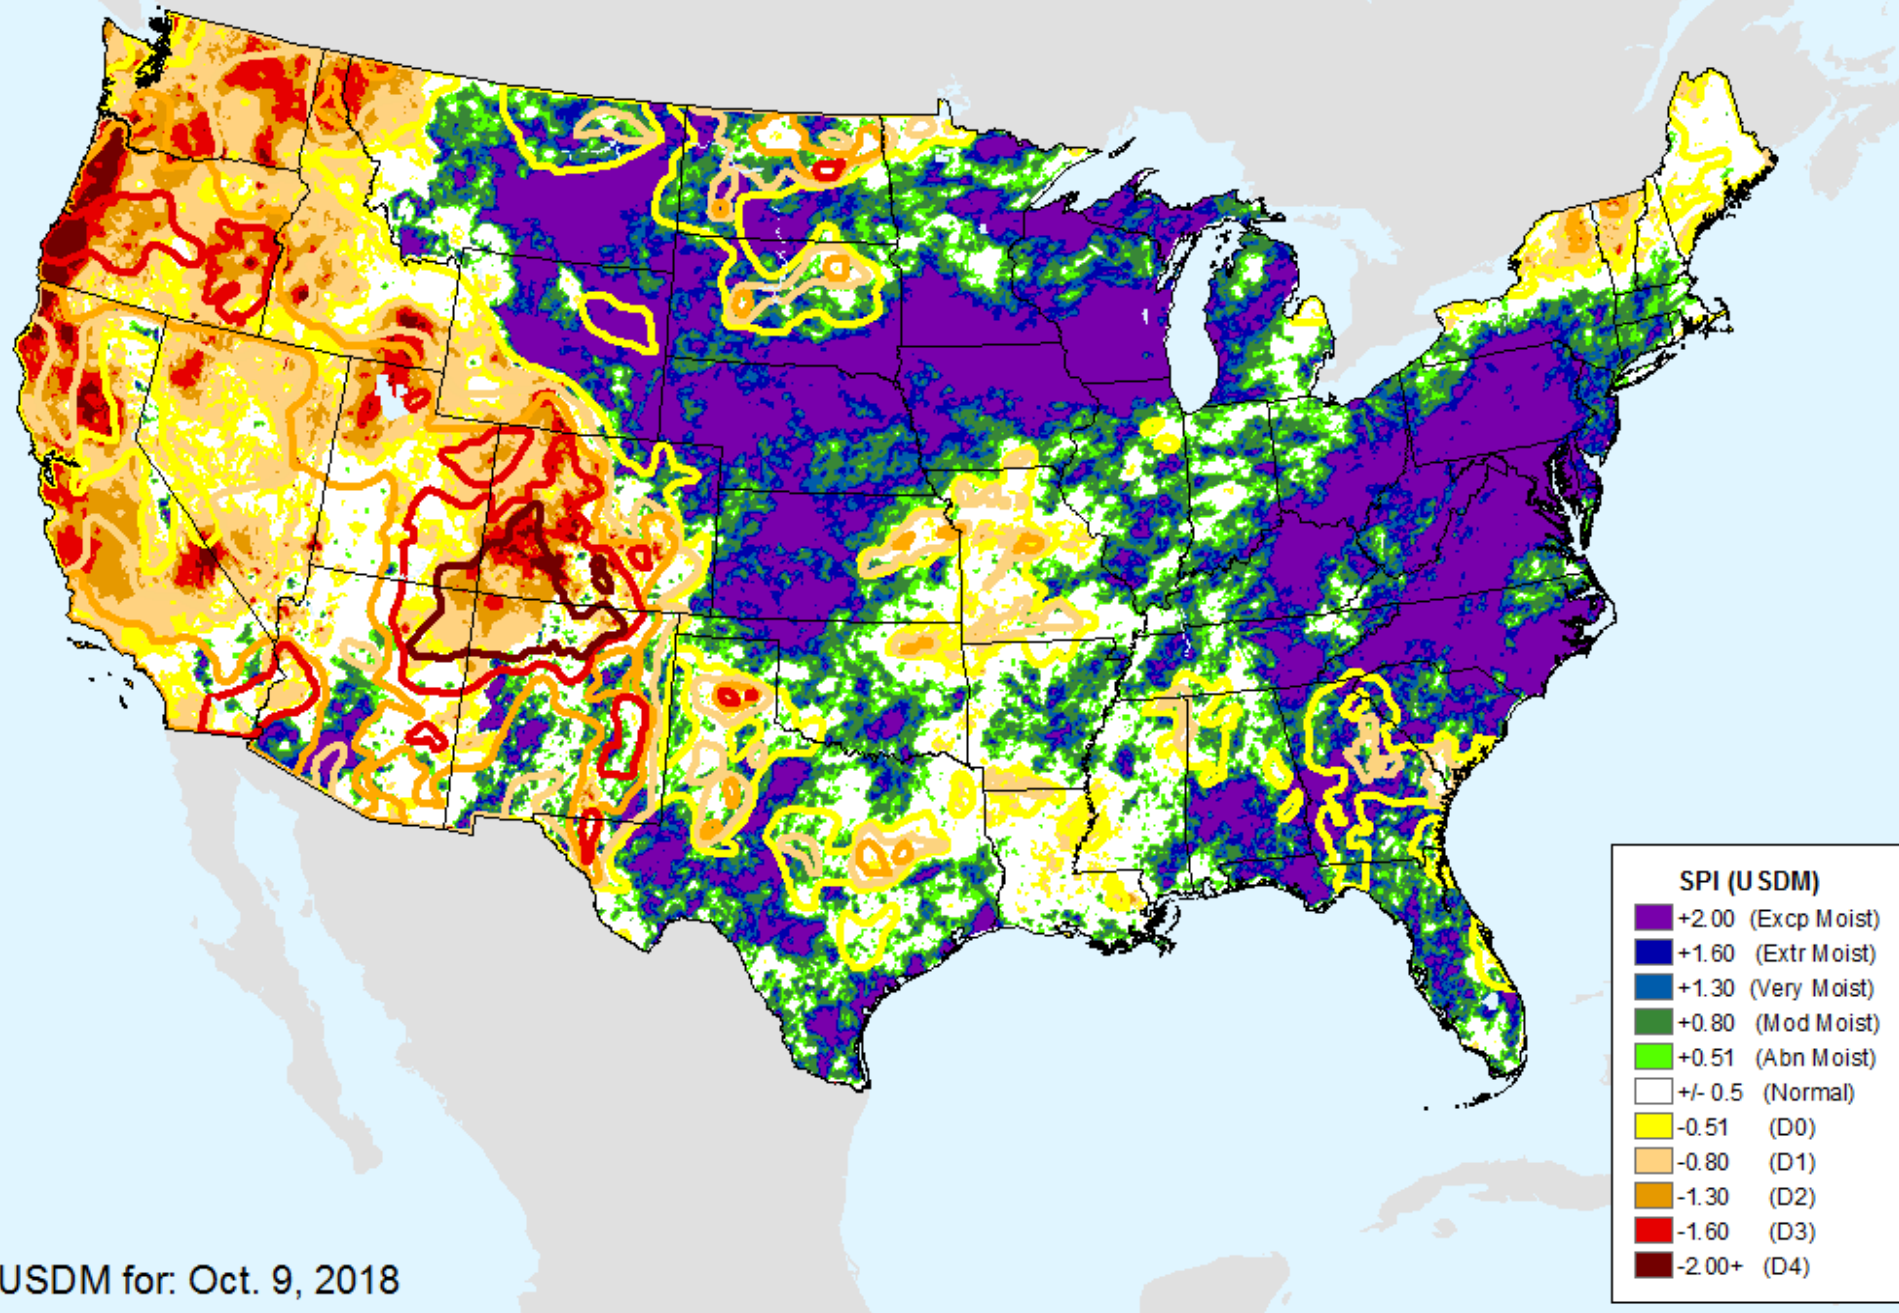 SPI (USDM)
+2.00 (Excp Moist)
+1.60 (Extr Moist)
+1.30 (Very Moist)
+0.80 (Mod Moist)
+0.51 (Abn Moist)
+/- 0.5 (Normal)
-0.51 (D0)
-0.80 (D1)
-1.30 (D2)
-1.60 (D3)
-2.00+ (D4)
USDM for: Oct. 9, 2018